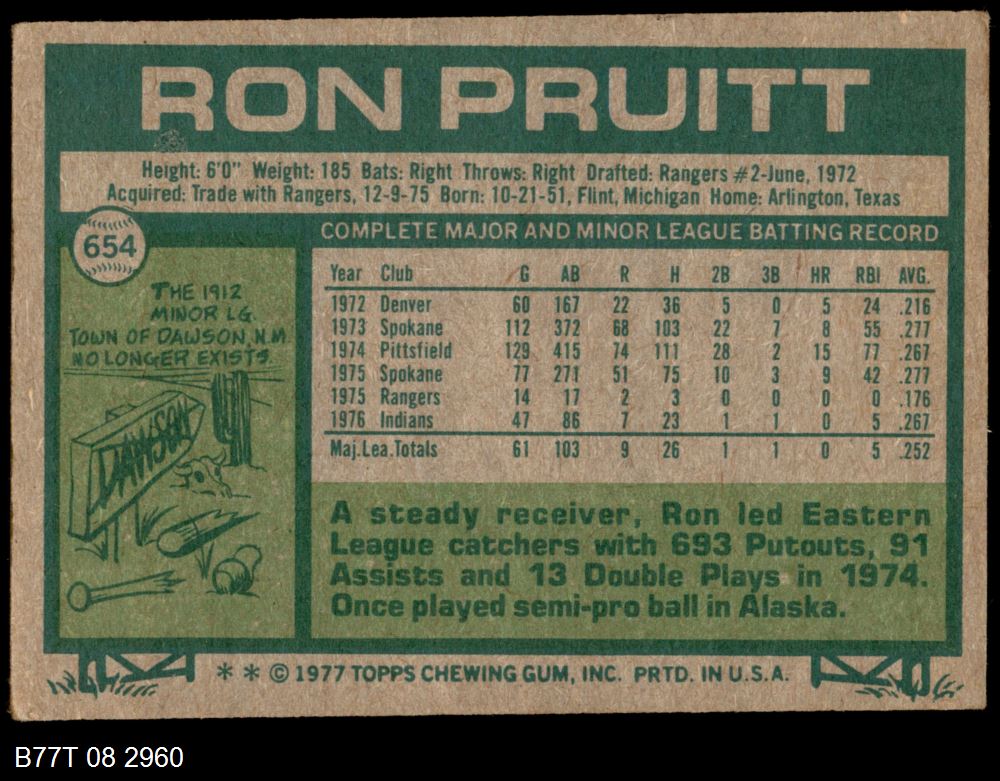 RON PRUITT
Height: 6'0" Weight: 185 Bats: Right Throws: Right Drafted: Rangers #2-June, 1972
Acquired: Trade with Rangers, 12-9-75 Born: 10-21-51, Flint, Michigan Home: Arlington, Texas
654
THE 1912
MINOR LG.
TOWN OF DAWSON, N.M.
NO LONGER EXISTS.
DAWSON
COMPLETE MAJOR AND MINOR LEAGUE BATTING RECORD
Year Club G AB R H 2B 3B HR RBI AVG.
1972 Denver 60 167 22 36 5 0 5 24 .216
1973 Spokane 112 372 68 103 22 7 8 55 .277
1974 Pittsfield 129 415 74 111 28 2 15 77 .267
1975 Spokane 77 271 51 75 10 3 9 42 .277
1975 Rangers 14 17 2 3 0 0 0 0 .176
1976 Indians 47 86 7 23 1 1 0 5 .267
Maj.Lea.Totals 61 103 9 26 1 1 0 5 .252
A steady receiver, Ron led Eastern
League catchers with 693 Putouts, 91
Assists and 13 Double Plays in 1974.
Once played semi-pro ball in Alaska.
* * © 1977 TOPPS CHEWING GUM, INC. PRTD. IN U.S.A.
B77T 08 2960